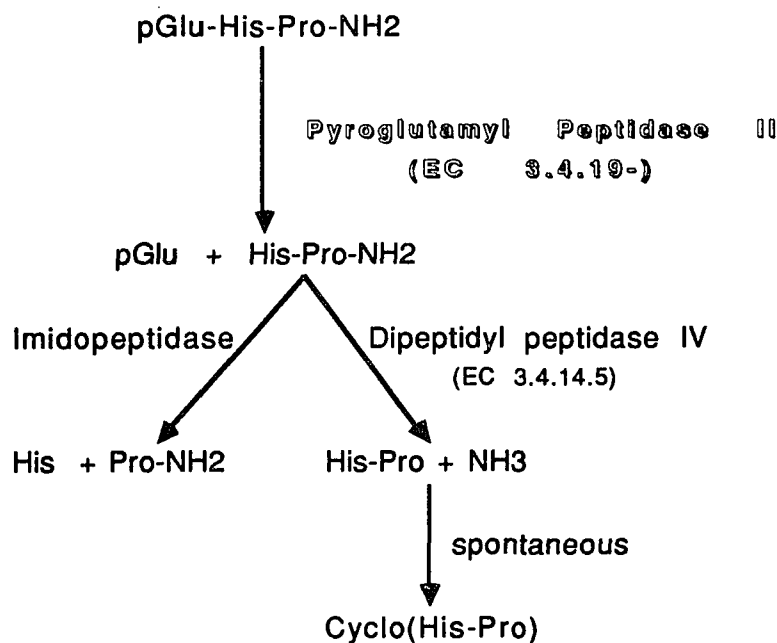 pGlu-His-Pro-NH2
Pyroglutamyl Peptidase II
(EC 3.4.19-)
pGlu + His-Pro-NH2
Imidopeptidase
Dipeptidyl peptidase IV
(EC 3.4.14.5)
His + Pro-NH2
His-Pro + NH3
spontaneous
Cyclo(His-Pro)